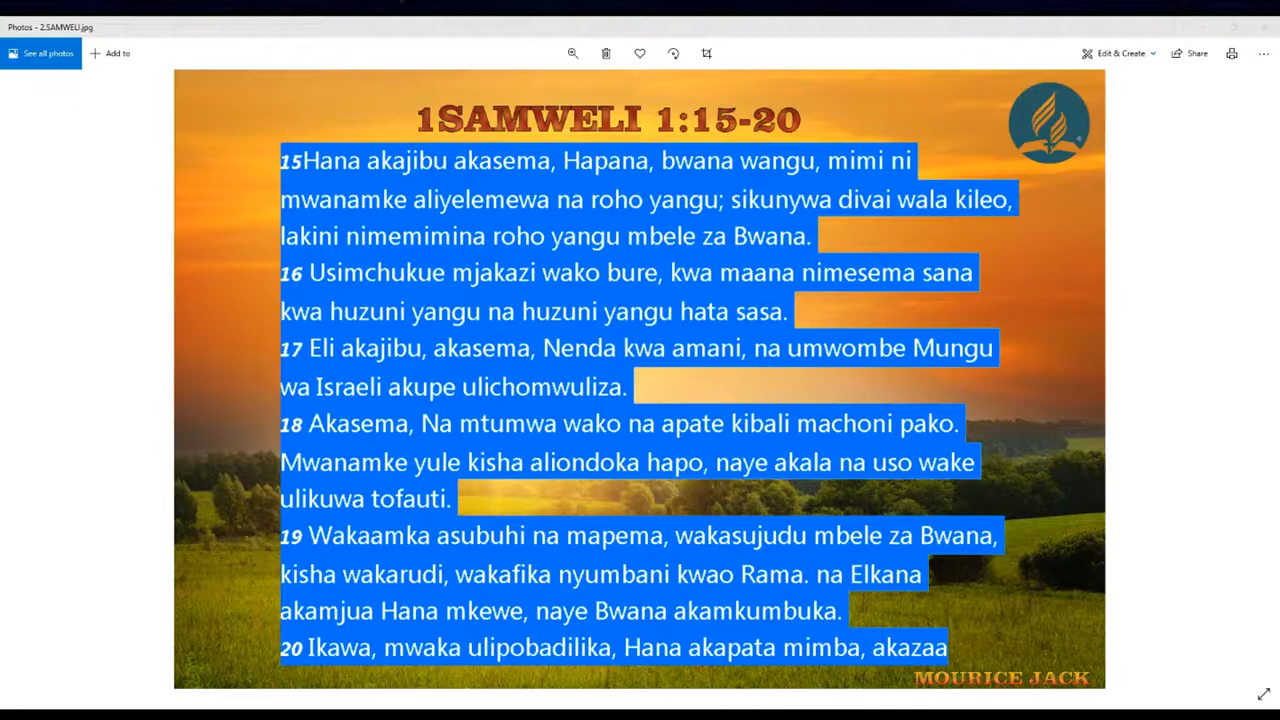 Photos - 2.SAMWELI.jpg
See all photos
Add to
Edit & Create
Share
1SAMWELI 1:15-20
15Hana akajibu akasema, Hapana, bwana wangu, mimi ni
mwanamke aliyelemewa na roho yangu; sikunywa divai wala kileo,
lakini nimemimina roho yangu mbele za Bwana.
16 Usimchukue mjakazi wako bure, kwa maana nimesema sana
kwa huzuni yangu na huzuni yangu hata sasa.
17 Eli akajibu, akasema, Nenda kwa amani, na umwombe Mungu
wa Israeli akupe ulichomwuliza.
18 Akasema, Na mtumwa wako na apate kibali machoni pako.
Mwanamke yule kisha aliondoka hapo, naye akala na uso wake
ulikuwa tofauti.
19 Wakaamka asubuhi na mapema, wakasujudu mbele za Bwana,
kisha wakarudi, wakafika nyumbani kwao Rama. na Elkana
akamjua Hana mkewe, naye Bwana akamkumbuka.
20 Ikawa, mwaka ulipobadilika, Hana akapata mimba, akazaa
MOURICE JACK